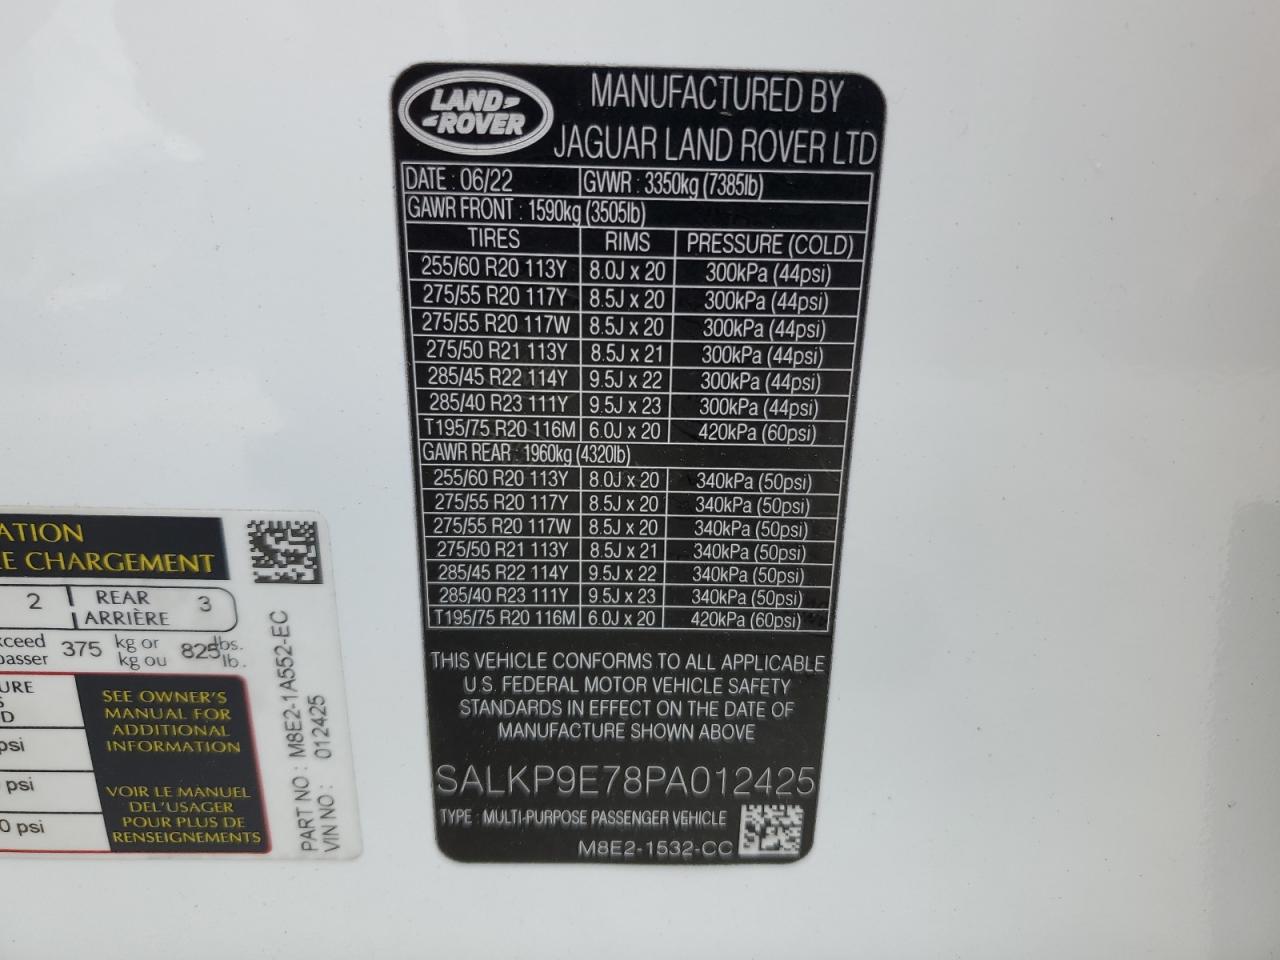 LAND-
-ROVER
MANUFACTURED BY
JAGUAR LAND ROVER LTD
DATE : 06/22 GVWR : 3350kg (7385lb)
GAWR FRONT : 1590kg (3505lb)
TIRES RIMS PRESSURE (COLD)
255/60 R20 113Y 8.0J x 20 300kPa (44psi)
275/55 R20 117Y 8.5J x 20 300kPa (44psi)
275/55 R20 117W 8.5J x 20 300kPa (44psi)
275/50 R21 113Y 8.5J x 21 300kPa (44psi)
285/45 R22 114Y 9.5J x 22 300kPa (44psi)
285/40 R23 111Y 9.5J x 23 300kPa (44psi)
T195/75 R20 116M 6.0J x 20 420kPa (60psi)
GAWR REAR : 1960kg (4320lb)
255/60 R20 113Y 8.0J x 20 340kPa (50psi)
275/55 R20 117Y 8.5J x 20 340kPa (50psi)
275/55 R20 117W 8.5J x 20 340kPa (50psi)
275/50 R21 113Y 8.5J x 21 340kPa (50psi)
285/45 R22 114Y 9.5J x 22 340kPa (50psi)
285/40 R23 111Y 9.5J x 23 340kPa (50psi)
T195/75 R20 116M 6.0J x 20 420kPa (60psi)
THIS VEHICLE CONFORMS TO ALL APPLICABLE
U.S. FEDERAL MOTOR VEHICLE SAFETY
STANDARDS IN EFFECT ON THE DATE OF
MANUFACTURE SHOWN ABOVE
SALKP9E78PA012425
TYPE : MULTI-PURPOSE PASSENGER VEHICLE
M8E2-1532-CC
ATION
E CHARGEMENT
2 REAR 3
ARRIÈRE
xceed 375 kg or 825 lbs.
passer kg ou lb.
URE
S
D
psi
psi
0 psi
SEE OWNER'S
MANUAL FOR
ADDITIONAL
INFORMATION
VOIR LE MANUEL
DEL'USAGER
POUR PLUS DE
RENSEIGNEMENTS
PART NO : M8E2-1A552-EC
VIN NO : 012425